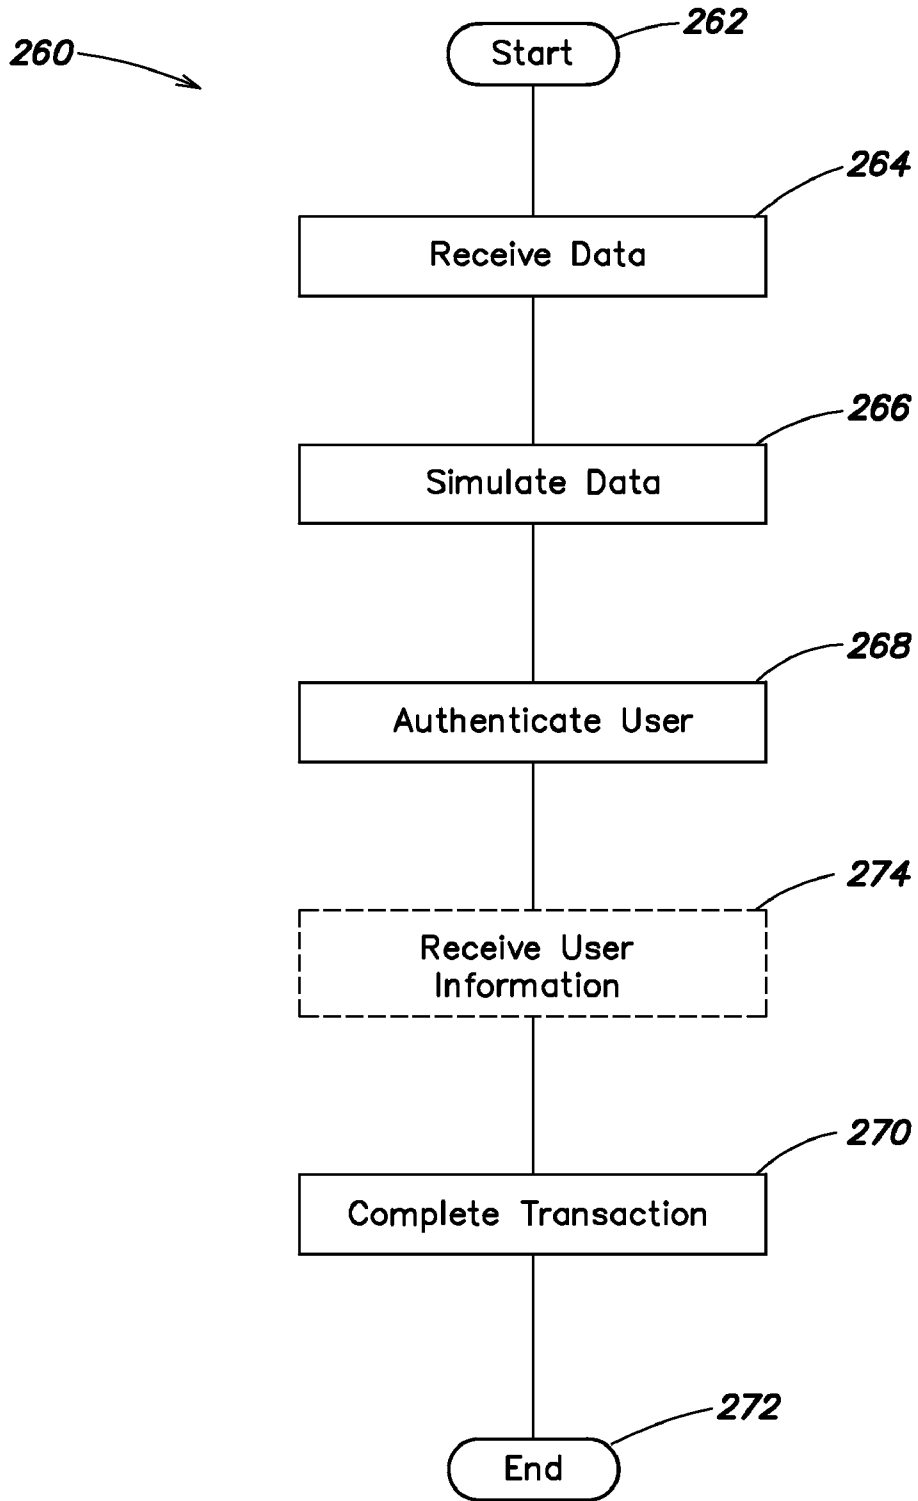 262
260
Start
264
Receive Data
266
Simulate Data
268
Authenticate User
274
Receive User
Information
270
Complete Transaction
272
End